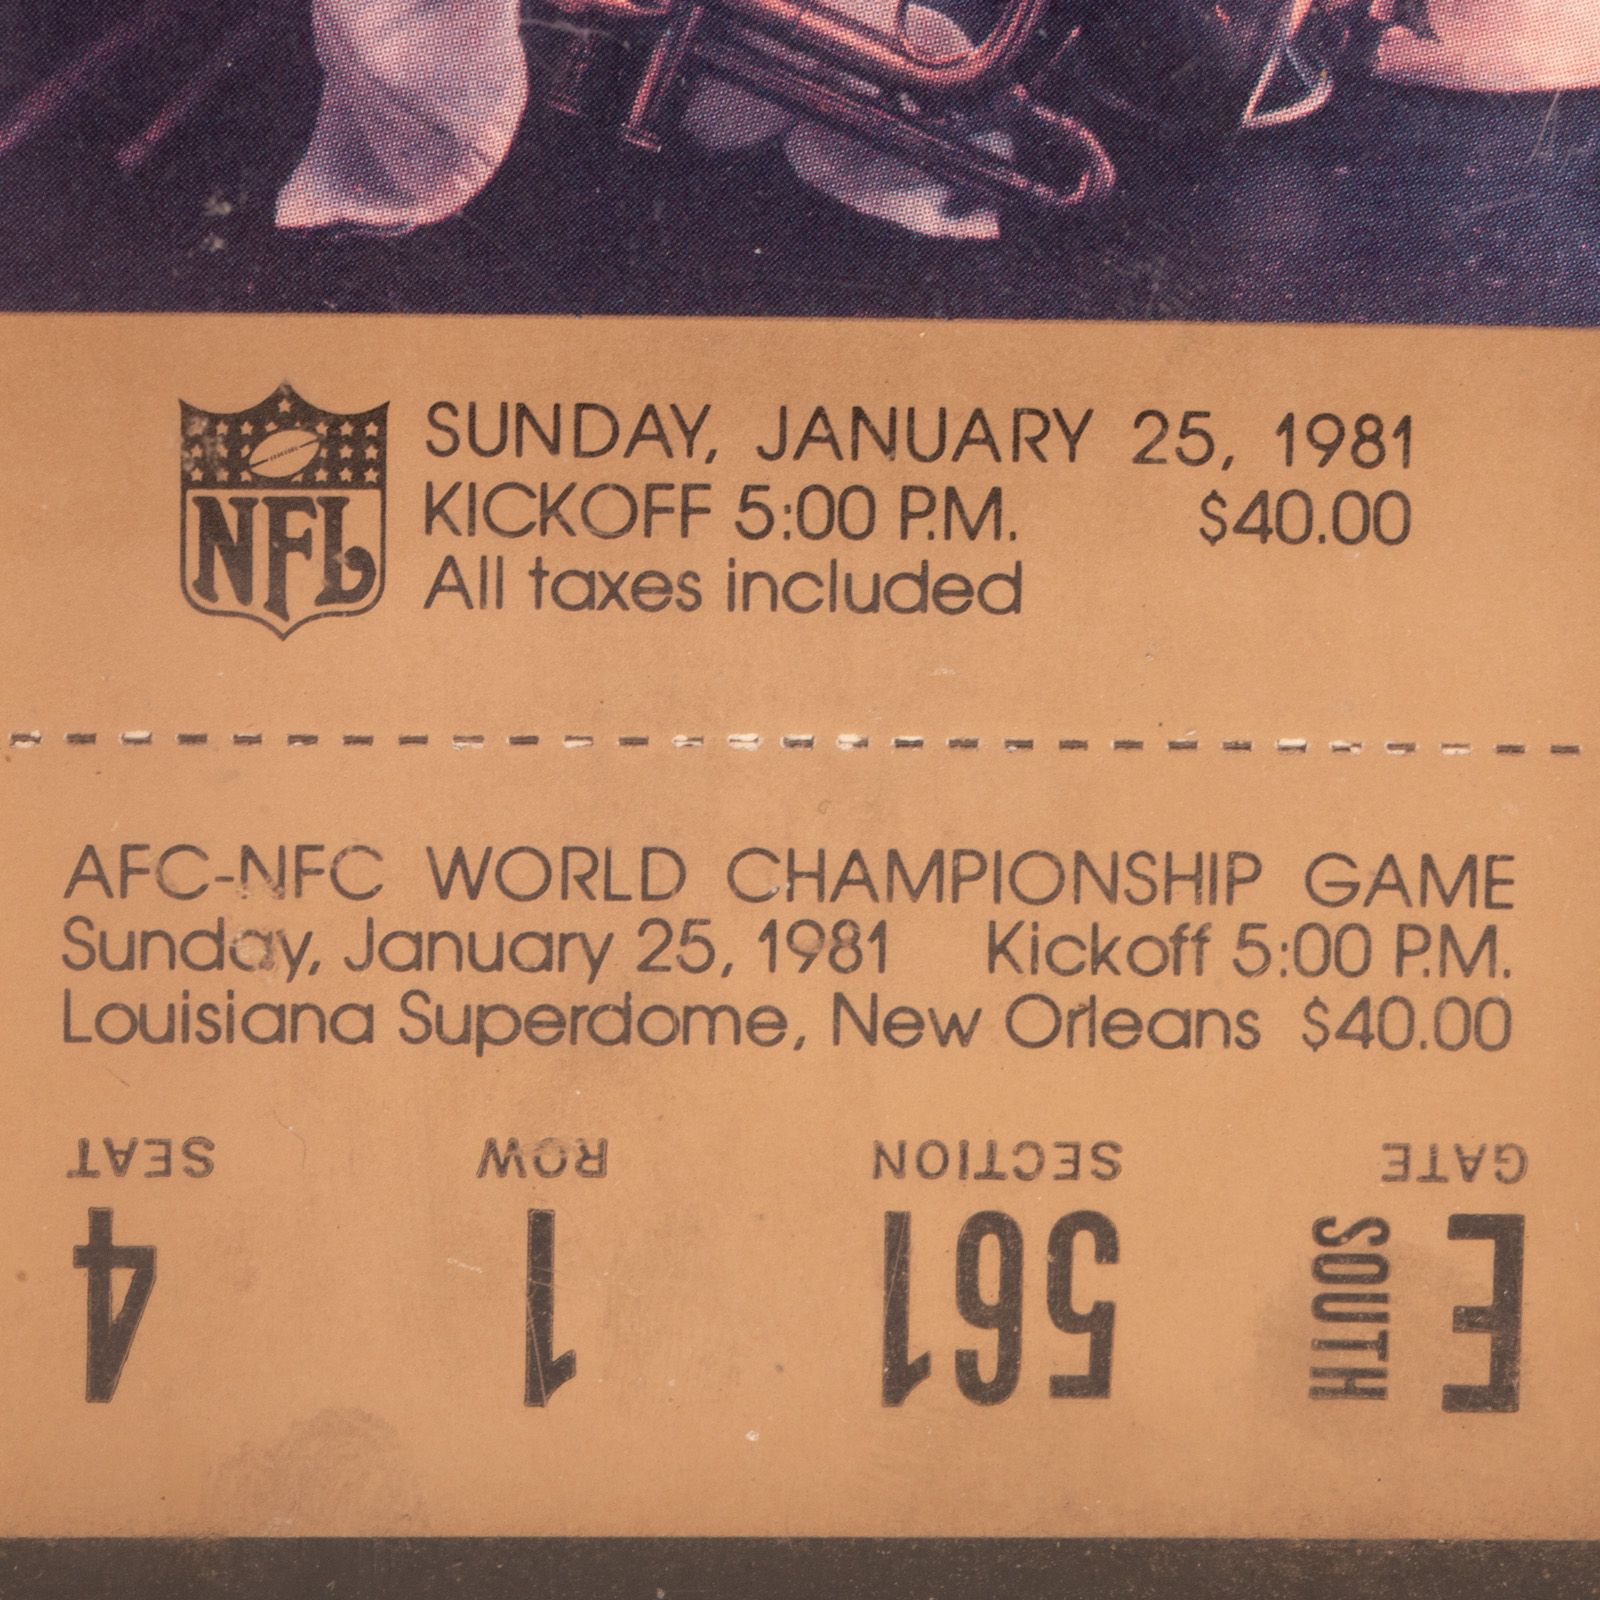 NFL
SUNDAY, JANUARY 25, 1981
KICKOFF 5:00 P.M. $40.00
All taxes included
AFC-NFC WORLD CHAMPIONSHIP GAME
Sunday, January 25, 1981 Kickoff 5:00 P.M.
Louisiana Superdome, New Orleans $40.00
GATE SECTION ROW SEAT
E SOUTH 561 1 4